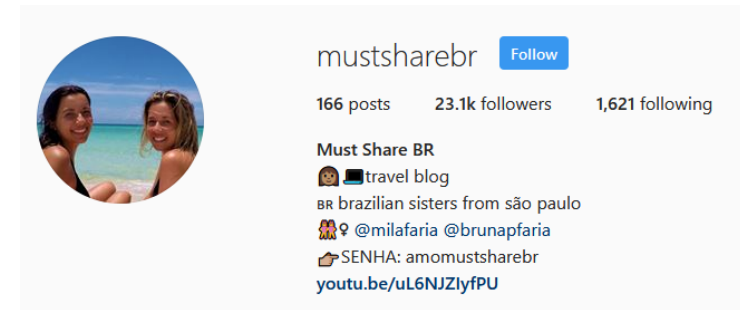 mustsharebr Follow
166 posts 23.1k followers 1,621 following
Must Share BR
👩🏽💻travel blog
BR brazilian sisters from são paulo
👯🏽♀ @milafaria @brunapfaria
👉🏼SENHA: amomustsharebr
youtu.be/uL6NJZIyfPU